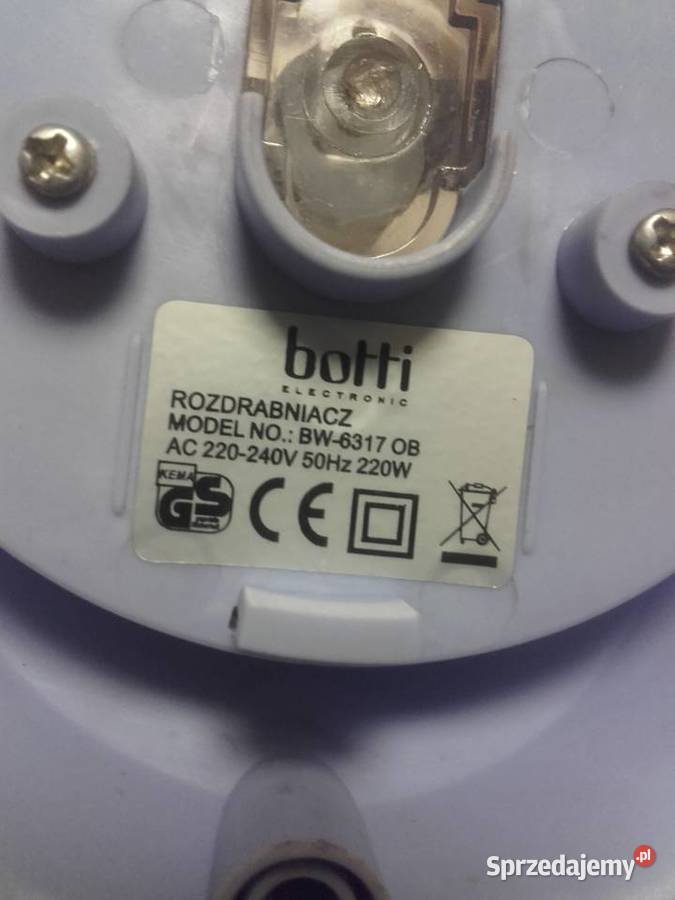 botti
ELECTRONIC
ROZDRABNIACZ
MODEL NO.: BW-6317 OB
AC 220-240V 50Hz 220W
KEMA
GS
CE
Sprzedajemy.pl